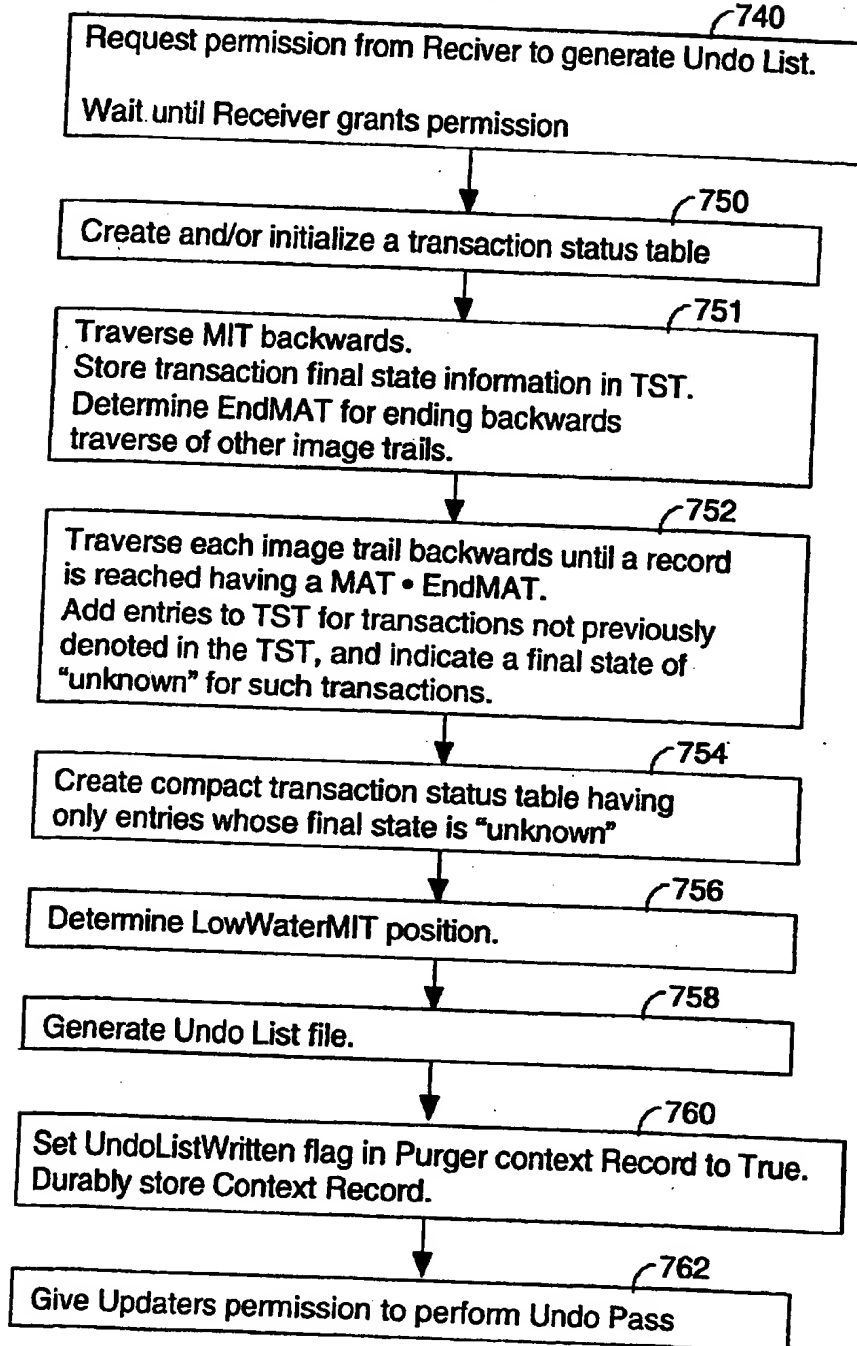 740
Request permission from Reciver to generate Undo List.
Wait until Receiver grants permission
750
Create and/or initialize a transaction status table
751
Traverse MIT backwards.
Store transaction final state information in TST.
Determine EndMAT for ending backwards
traverse of other image trails.
752
Traverse each image trail backwards until a record
is reached having a MAT • EndMAT.
Add entries to TST for transactions not previously
denoted in the TST, and indicate a final state of
“unknown” for such transactions.
754
Create compact transaction status table having
only entries whose final state is “unknown”
756
Determine LowWaterMIT position.
758
Generate Undo List file.
760
Set UndoListWritten flag in Purger context Record to True.
Durably store Context Record.
762
Give Updaters permission to perform Undo Pass